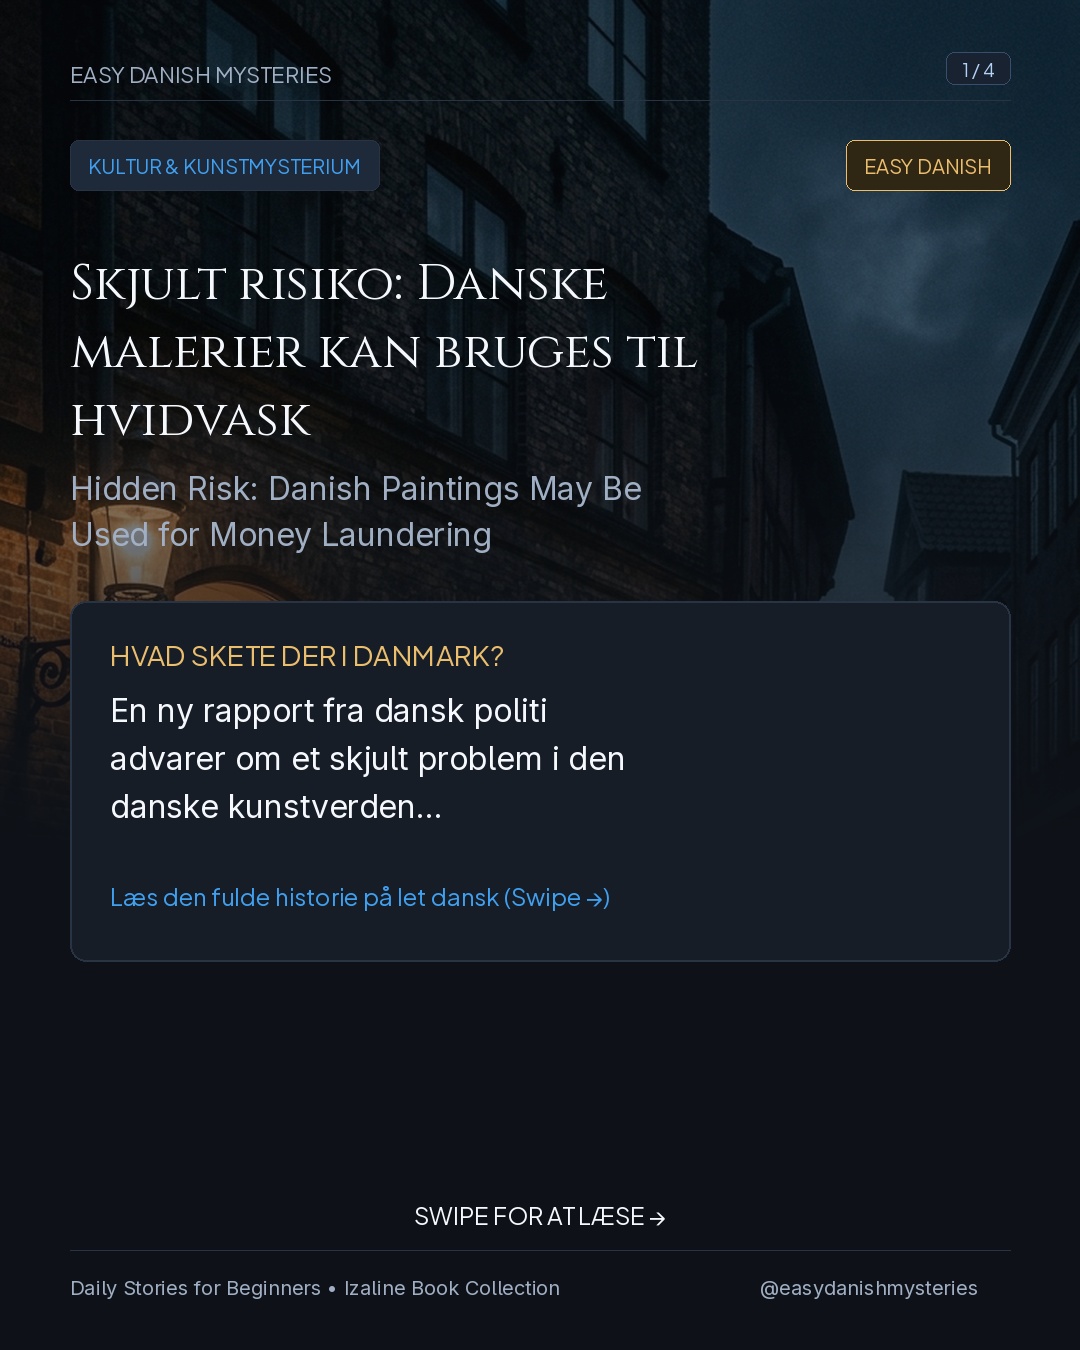 EASY DANISH MYSTERIES
1/4
KULTUR & KUNSTMYSTERIUM
EASY DANISH
Skjult risiko: Danske
malerier kan bruges til
hvidvask
Hidden Risk: Danish Paintings May Be
Used for Money Laundering
HVAD SKETE DER I DANMARK?
En ny rapport fra dansk politi
advarer om et skjult problem i den
danske kunstverden...
Læs den fulde historie på let dansk (Swipe →)
SWIPE FOR AT LÆSE →
Daily Stories for Beginners • Izaline Book Collection
@easydanishmysteries